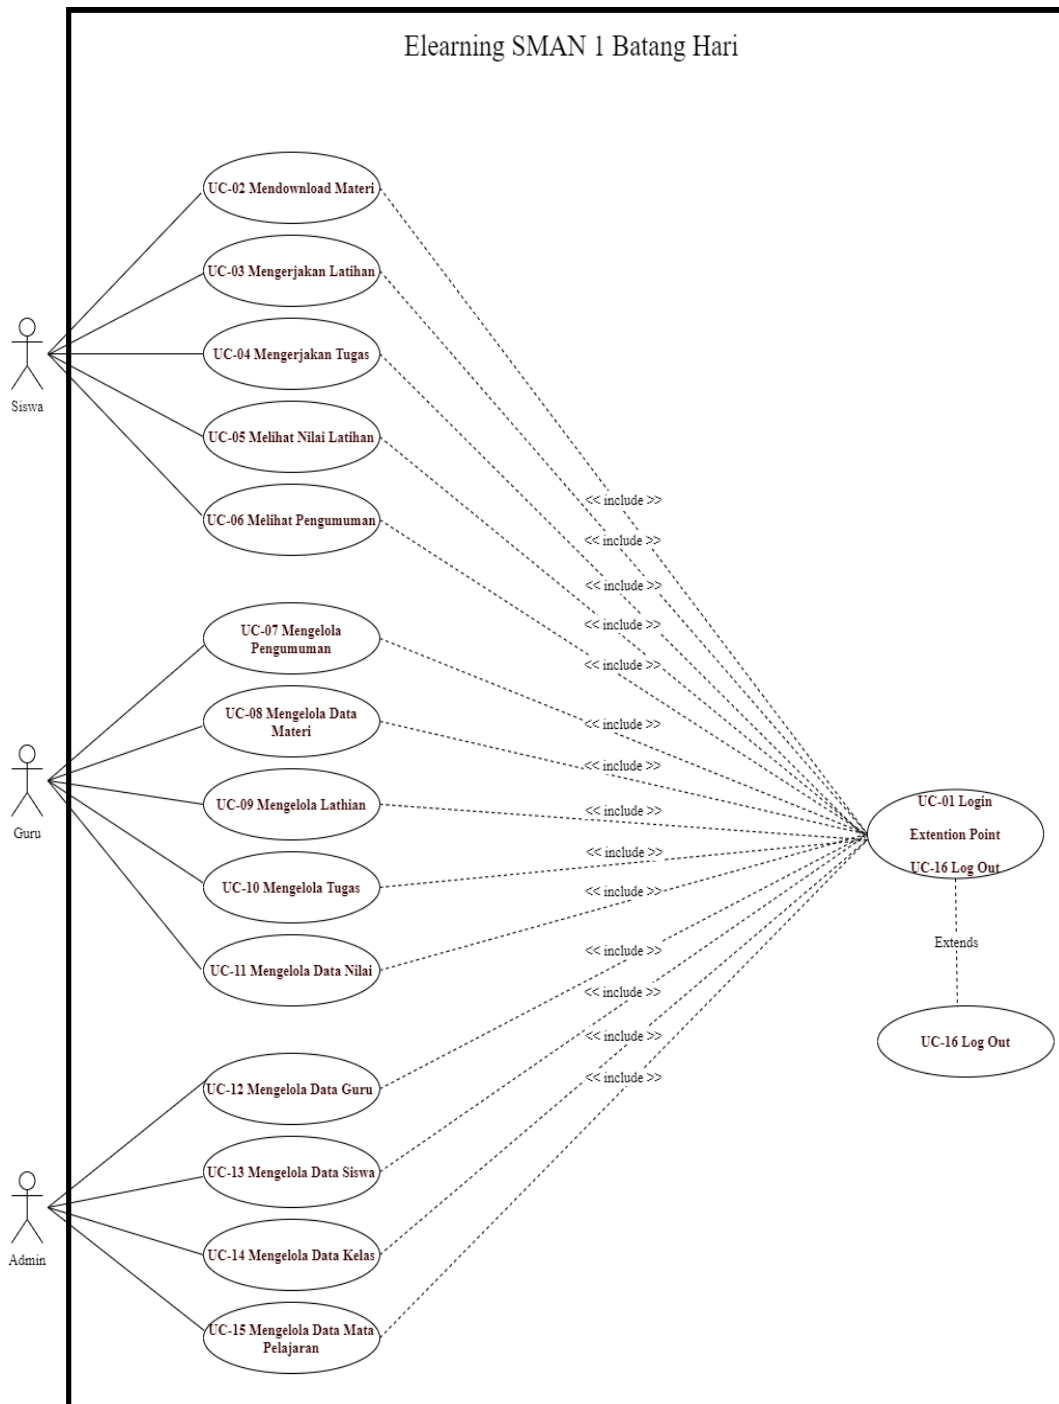 Elearning SMAN 1 Batang Hari
UC-02 Mendownload Materi
UC-03 Mengerjakan Latihan
UC-04 Mengerjakan Tugas
Siswa
UC-05 Melihat Nilai Latihan
UC-06 Melihat Pengumuman
<< include >>
<< include >>
<< include >>
<< include >>
<< include >>
UC-07 Mengelola
Pengumuman
UC-08 Mengelola Data
Materi
<< include >>
<< include >>
Guru
UC-09 Mengelola Lathian
<< include >>
UC-01 Login
Extention Point
UC-16 Log Out
UC-10 Mengelola Tugas
<< include >>
<< include >>
UC-11 Mengelola Data Nilai
<< include >>
Extends
<< include >>
<< include >>
<< include >>
UC-16 Log Out
UC-12 Mengelola Data Guru
UC-13 Mengelola Data Siswa
Admin
UC-14 Mengelola Data Kelas
UC-15 Mengelola Data Mata
Pelajaran